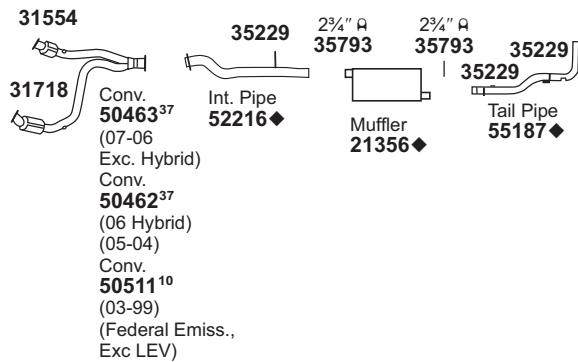 31554
31718
Conv.
50463³⁷
(07-06
Exc. Hybrid)
Conv.
50462³⁷
(06 Hybrid)
(05-04)
Conv.
50511¹⁰
(03-99)
(Federal Emiss.,
Exc LEV)
35229
Int. Pipe
52216◆
2¾″
35793
Muffler
21356◆
2¾″
35793
35229
35229
Tail Pipe
55187◆